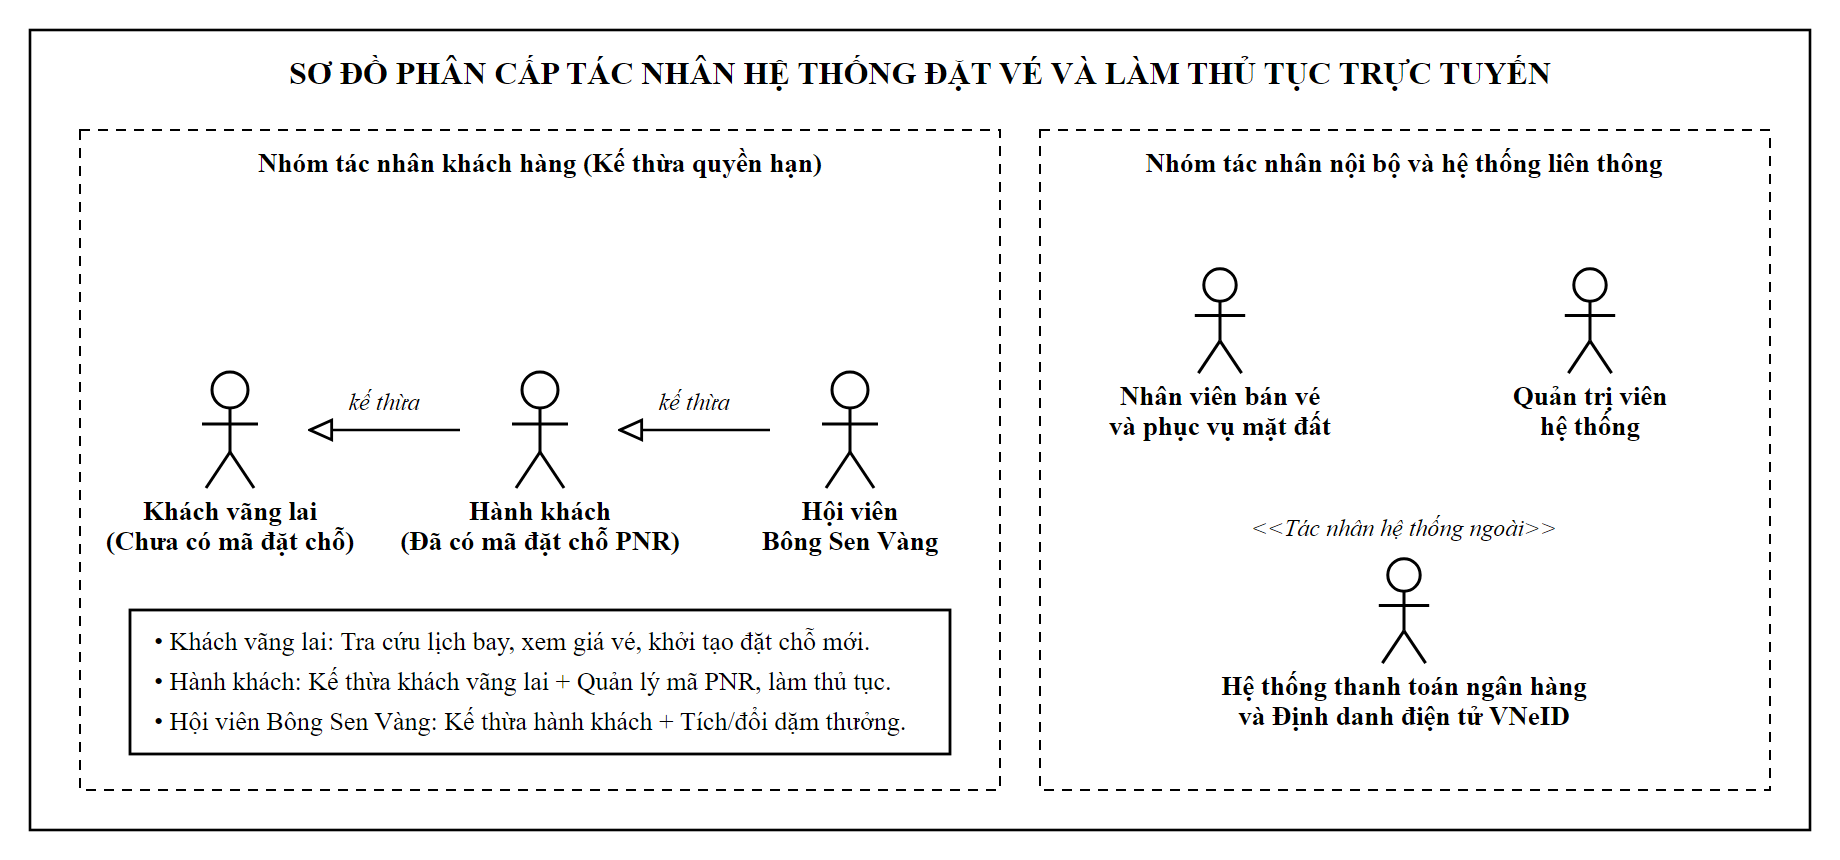 SƠ ĐỒ PHÂN CẤP TÁC NHÂN HỆ THỐNG ĐẶT VÉ VÀ LÀM THỦ TỤC TRỰC TUYẾN
Nhóm tác nhân khách hàng (Kế thừa quyền hạn)
kế thừa
kế thừa
Khách vãng lai
(Chưa có mã đặt chỗ)
Hành khách
(Đã có mã đặt chỗ PNR)
Hội viên
Bông Sen Vàng
• Khách vãng lai: Tra cứu lịch bay, xem giá vé, khởi tạo đặt chỗ mới.
• Hành khách: Kế thừa khách vãng lai + Quản lý mã PNR, làm thủ tục.
• Hội viên Bông Sen Vàng: Kế thừa hành khách + Tích/đổi dặm thưởng.
Nhóm tác nhân nội bộ và hệ thống liên thông
Nhân viên bán vé
và phục vụ mặt đất
Quản trị viên
hệ thống
<<Tác nhân hệ thống ngoài>>
Hệ thống thanh toán ngân hàng
và Định danh điện tử VNeID